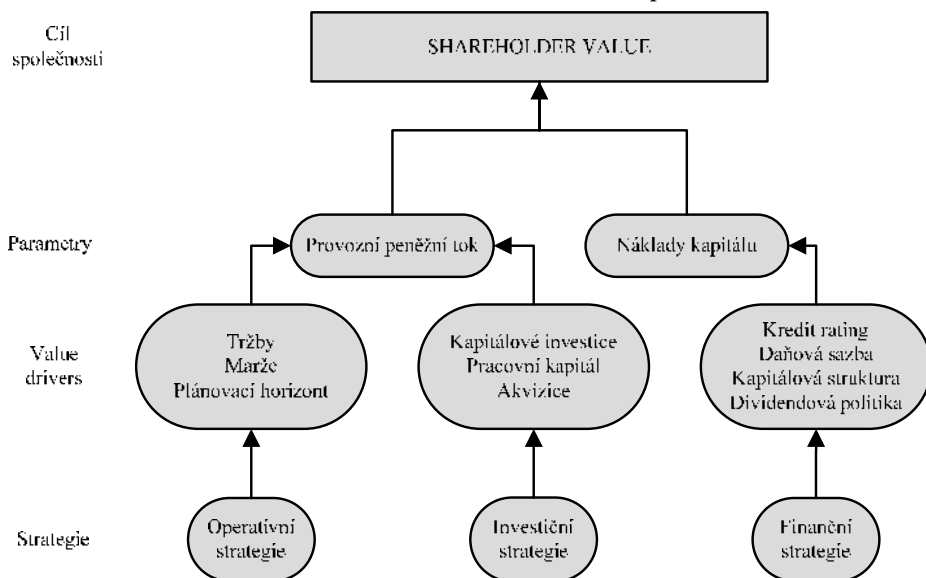 Cíl
společnosti
SHAREHOLDER VALUE
Parametry
Provozní peněžní tok
Náklady kapitálu
Value
drivers
Tržby
Marže
Plánovací horizont
Kapitálové investice
Pracovní kapitál
Akvizice
Kredit rating
Daňová sazba
Kapitálová struktura
Dividendová politika
Strategie
Operativní
strategie
Investiční
strategie
Finanční
strategie